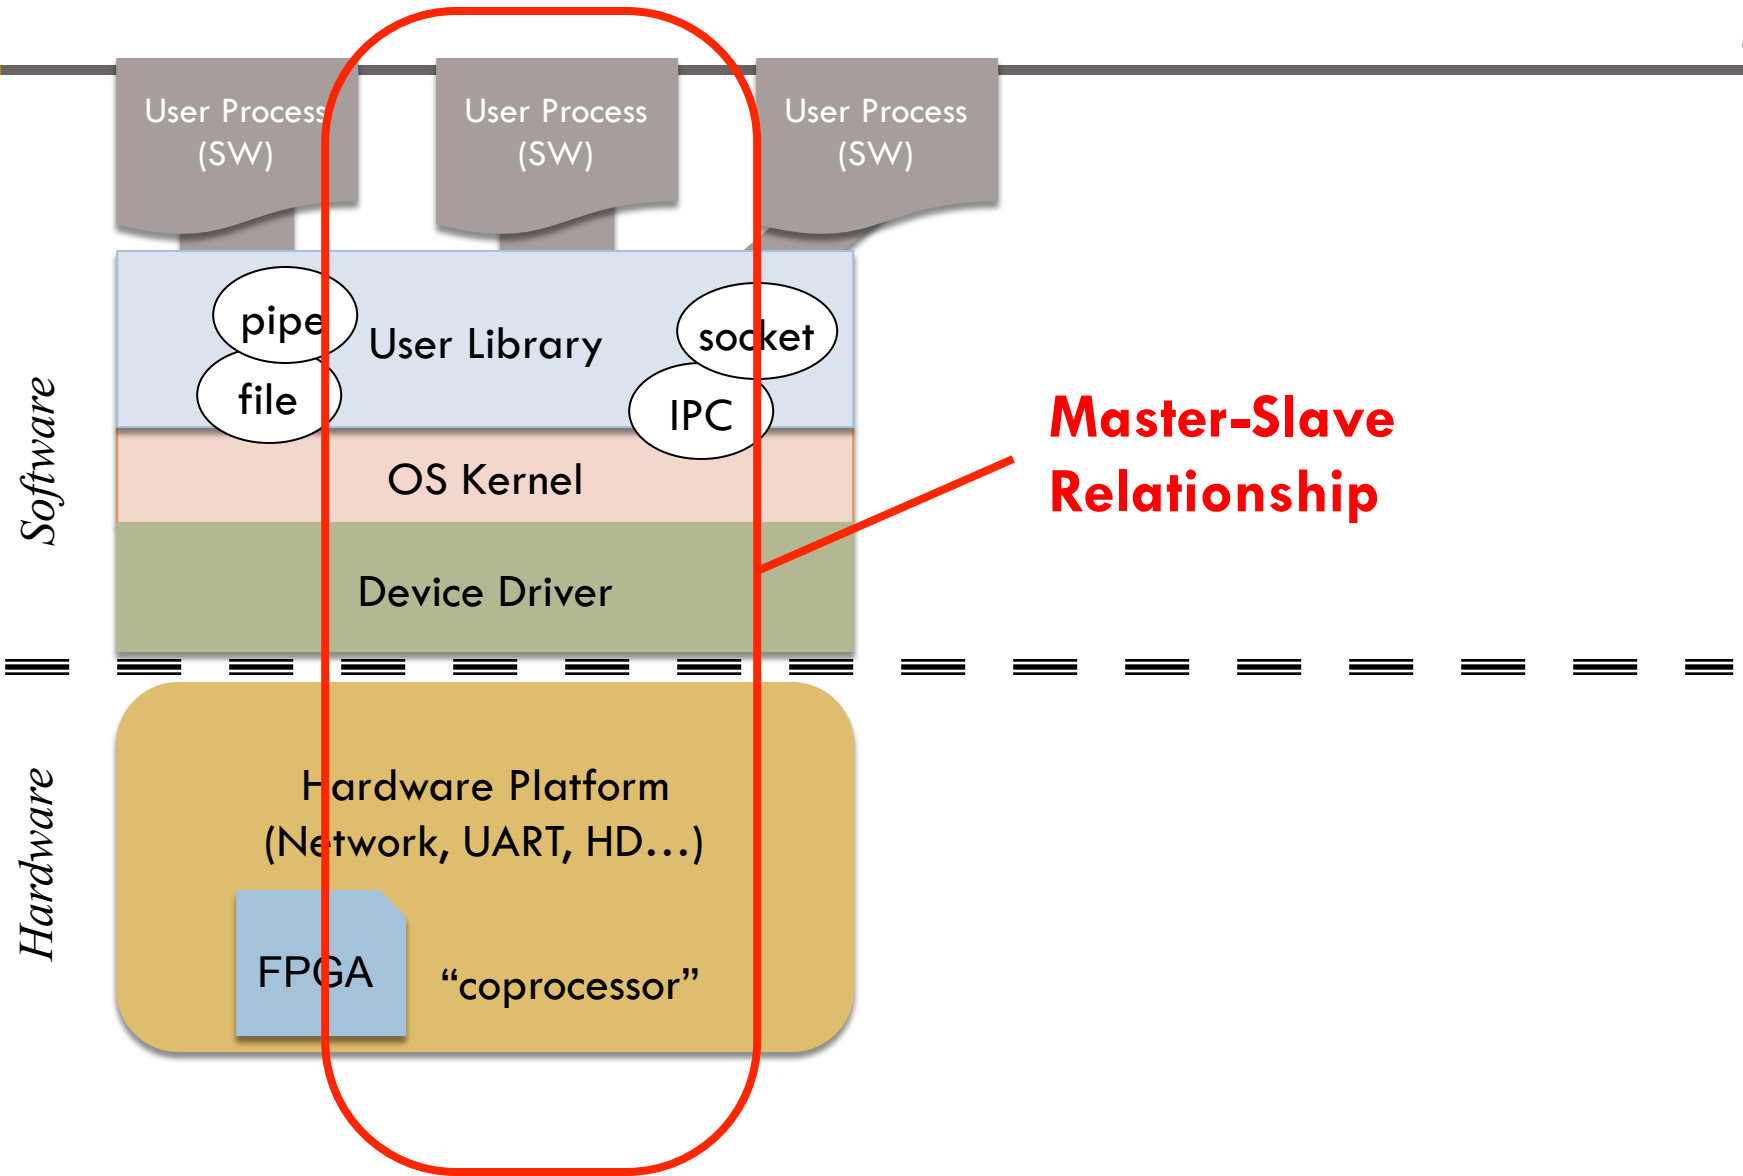 User Process
(SW)
User Process
(SW)
User Process
(SW)
pipe
file
User Library
socket
IPC
OS Kernel
Device Driver
Software
Master-Slave
Relationship
Hardware
Hardware Platform
(Network, UART, HD…)
FPGA
“coprocessor”